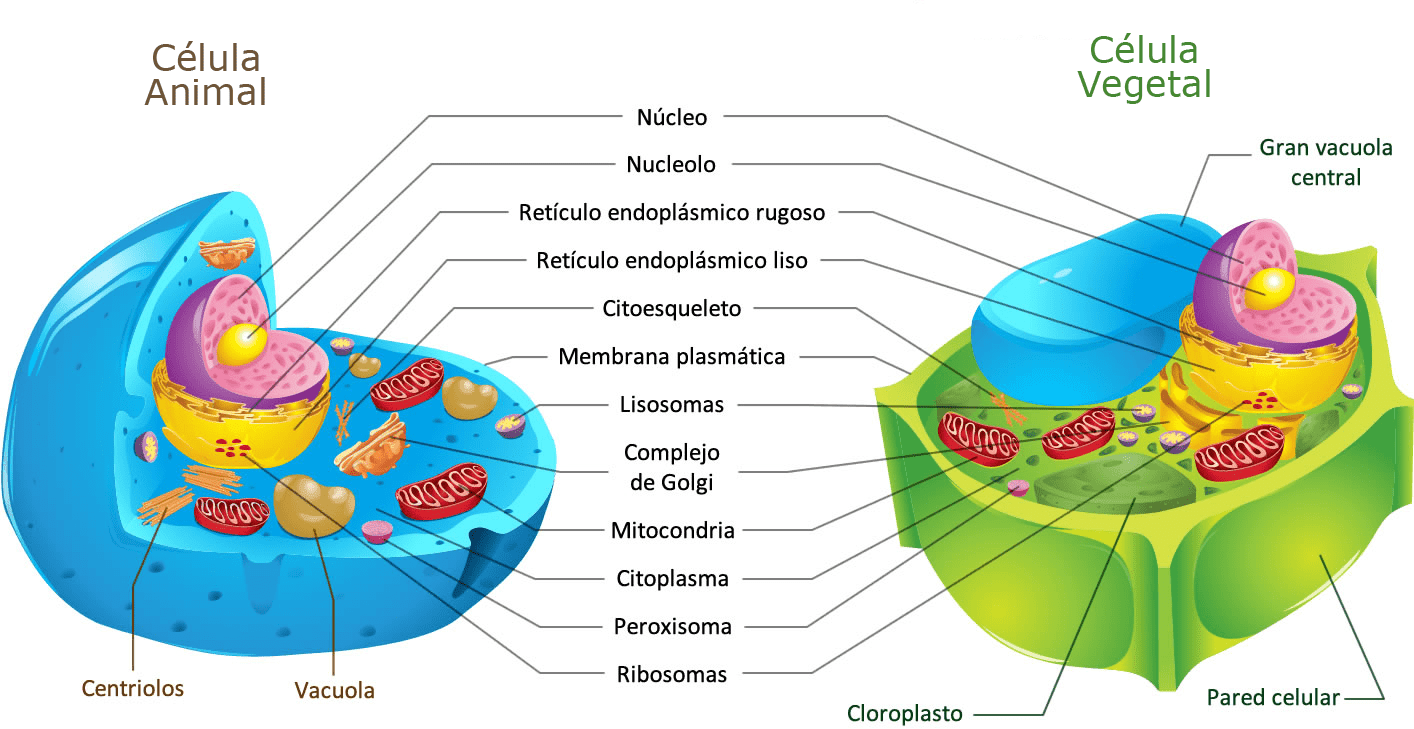 Célula
Animal
Célula
Vegetal
Núcleo
Nucleolo
Retículo endoplásmico rugoso
Retículo endoplásmico liso
Citoesqueleto
Membrana plasmática
Lisosomas
Complejo
de Golgi
Mitocondria
Citoplasma
Peroxisoma
Ribosomas
Gran vacuola
central
Centriolos
Vacuola
Cloroplasto
Pared celular